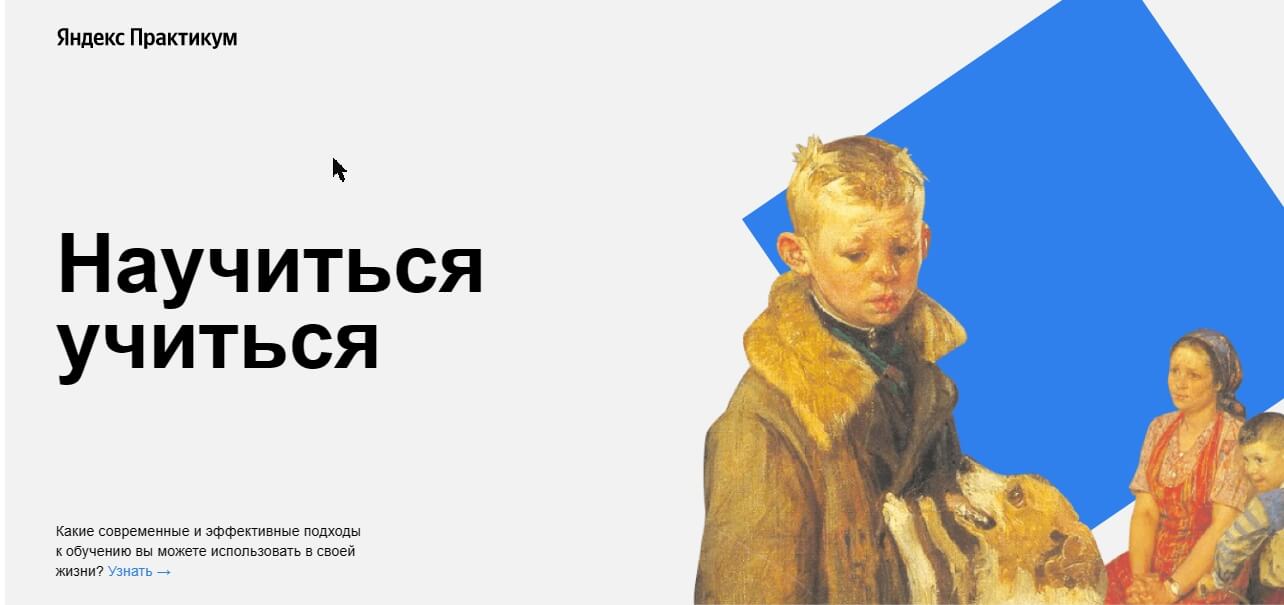 Яндекс Практикум
Научиться
учиться
Какие современные и эффективные подходы
к обучению вы можете использовать в своей
жизни? Узнать →